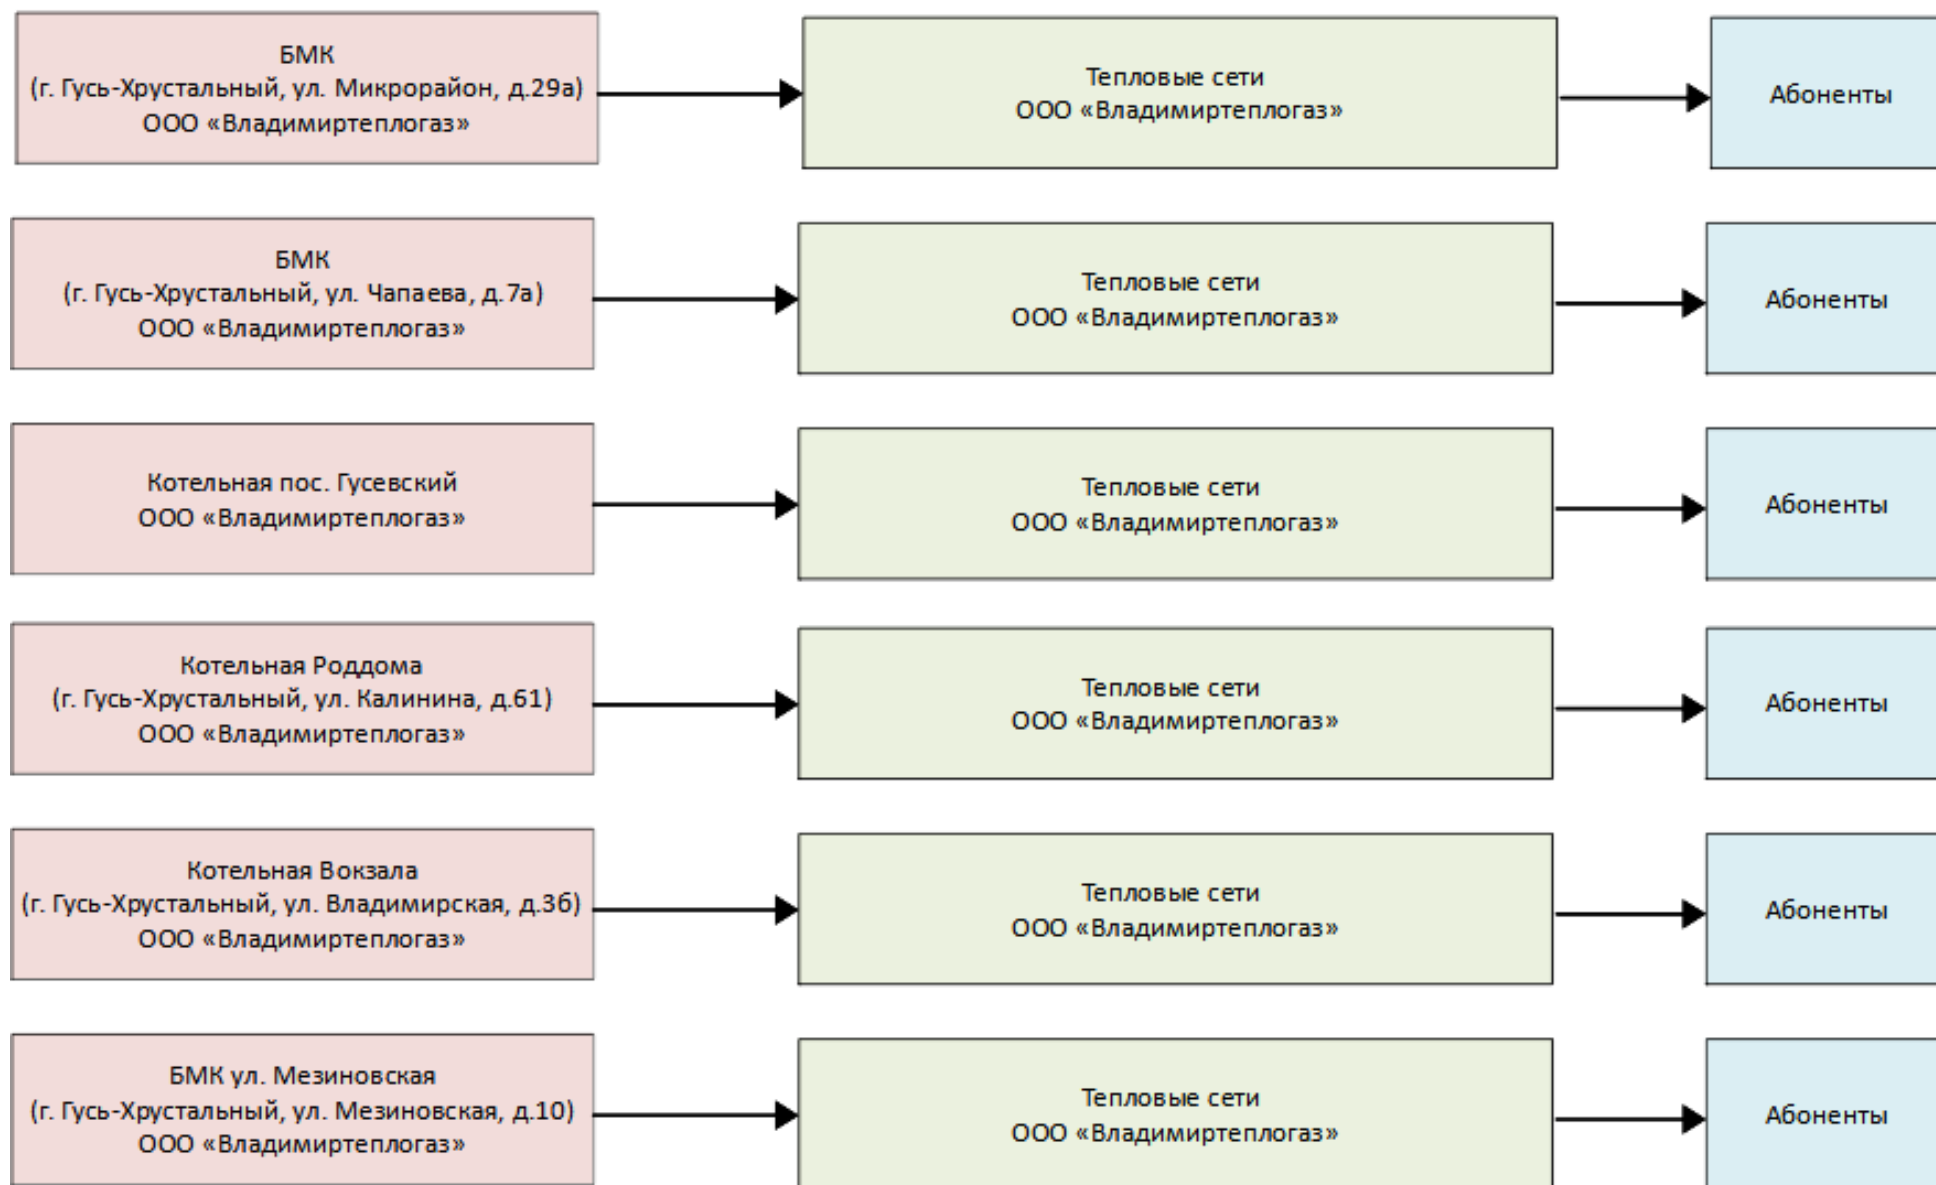 БМК
(г. Гусь-Хрустальный, ул. Микрорайон, д.29а)
ООО «Владимиртеплогаз»
Тепловые сети
ООО «Владимиртеплогаз»
Абоненты
БМК
(г. Гусь-Хрустальный, ул. Чапаева, д.7а)
ООО «Владимиртеплогаз»
Тепловые сети
ООО «Владимиртеплогаз»
Абоненты
Котельная пос. Гусевский
ООО «Владимиртеплогаз»
Тепловые сети
ООО «Владимиртеплогаз»
Абоненты
Котельная Роддома
(г. Гусь-Хрустальный, ул. Калинина, д.61)
ООО «Владимиртеплогаз»
Тепловые сети
ООО «Владимиртеплогаз»
Абоненты
Котельная Вокзала
(г. Гусь-Хрустальный, ул. Владимирская, д.3б)
ООО «Владимиртеплогаз»
Тепловые сети
ООО «Владимиртеплогаз»
Абоненты
БМК ул. Мезиновская
(г. Гусь-Хрустальный, ул. Мезиновская, д.10)
ООО «Владимиртеплогаз»
Тепловые сети
ООО «Владимиртеплогаз»
Абоненты